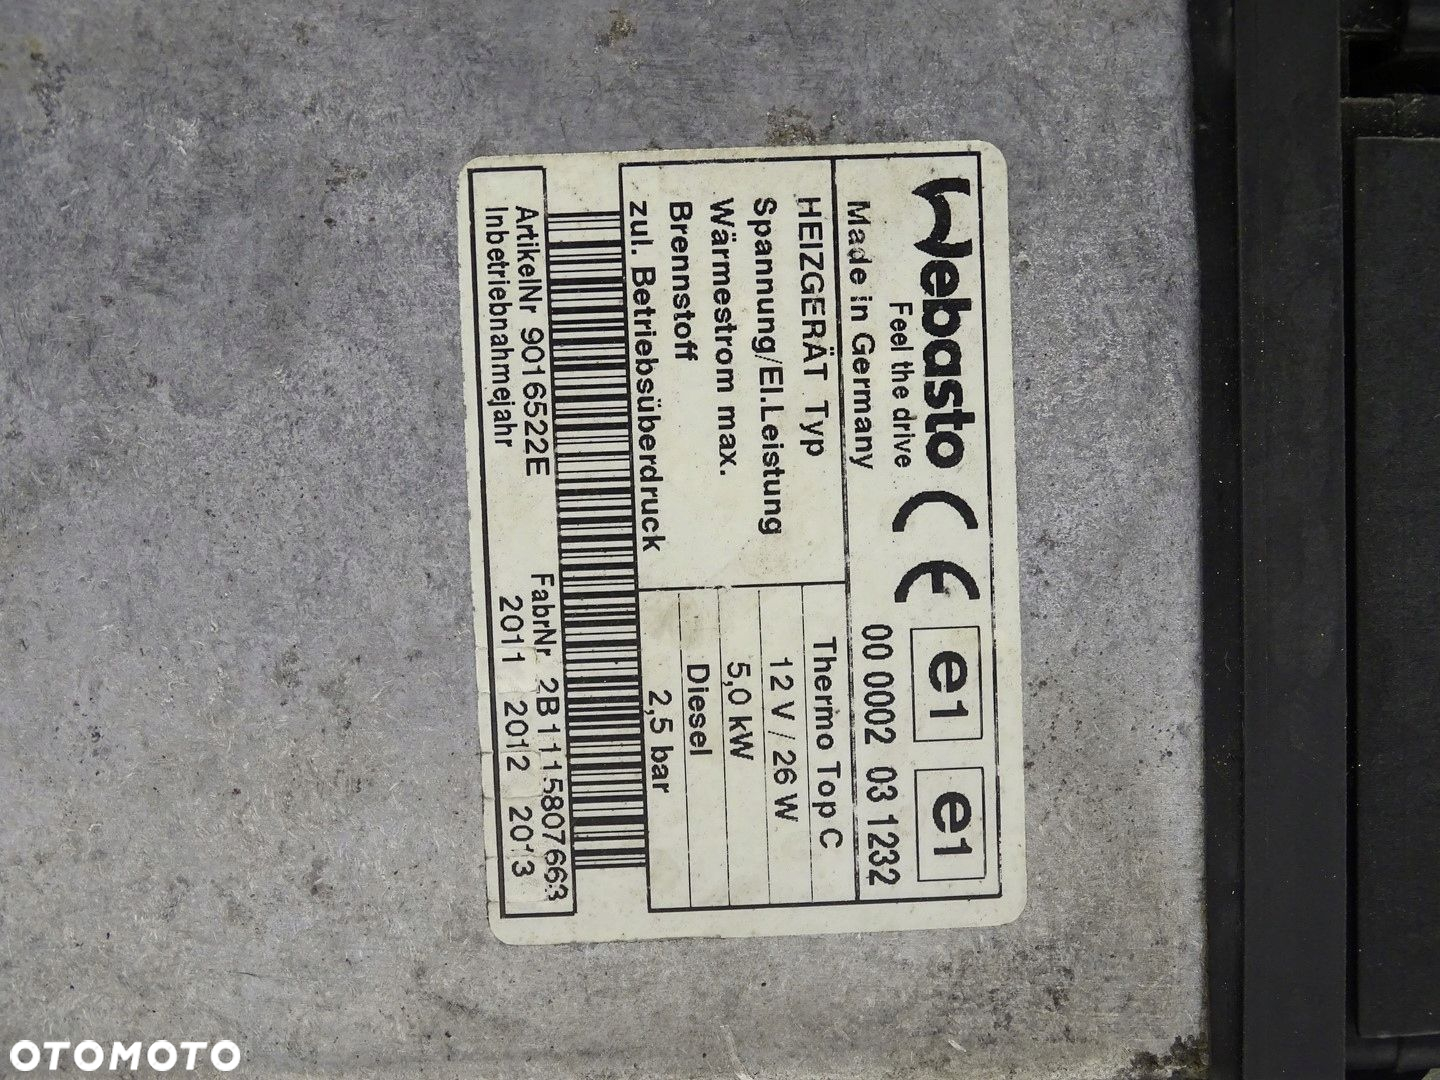 Webasto CE e1 e1
Feel the drive
Made in Germany 00 0002 03 1232
HEIZGERÄT Typ Thermo Top C
Spannung/El.Leistung 12 V / 26 W
Wärmestrom max. 5,0 kW
Brennstoff Diesel
zul. Betriebsüberdruck 2,5 bar
ArtikelNr 9016522E FabrNr 2B1115807663
Inbetriebnahmejahr 2011 2012 2013
OTOMOTO